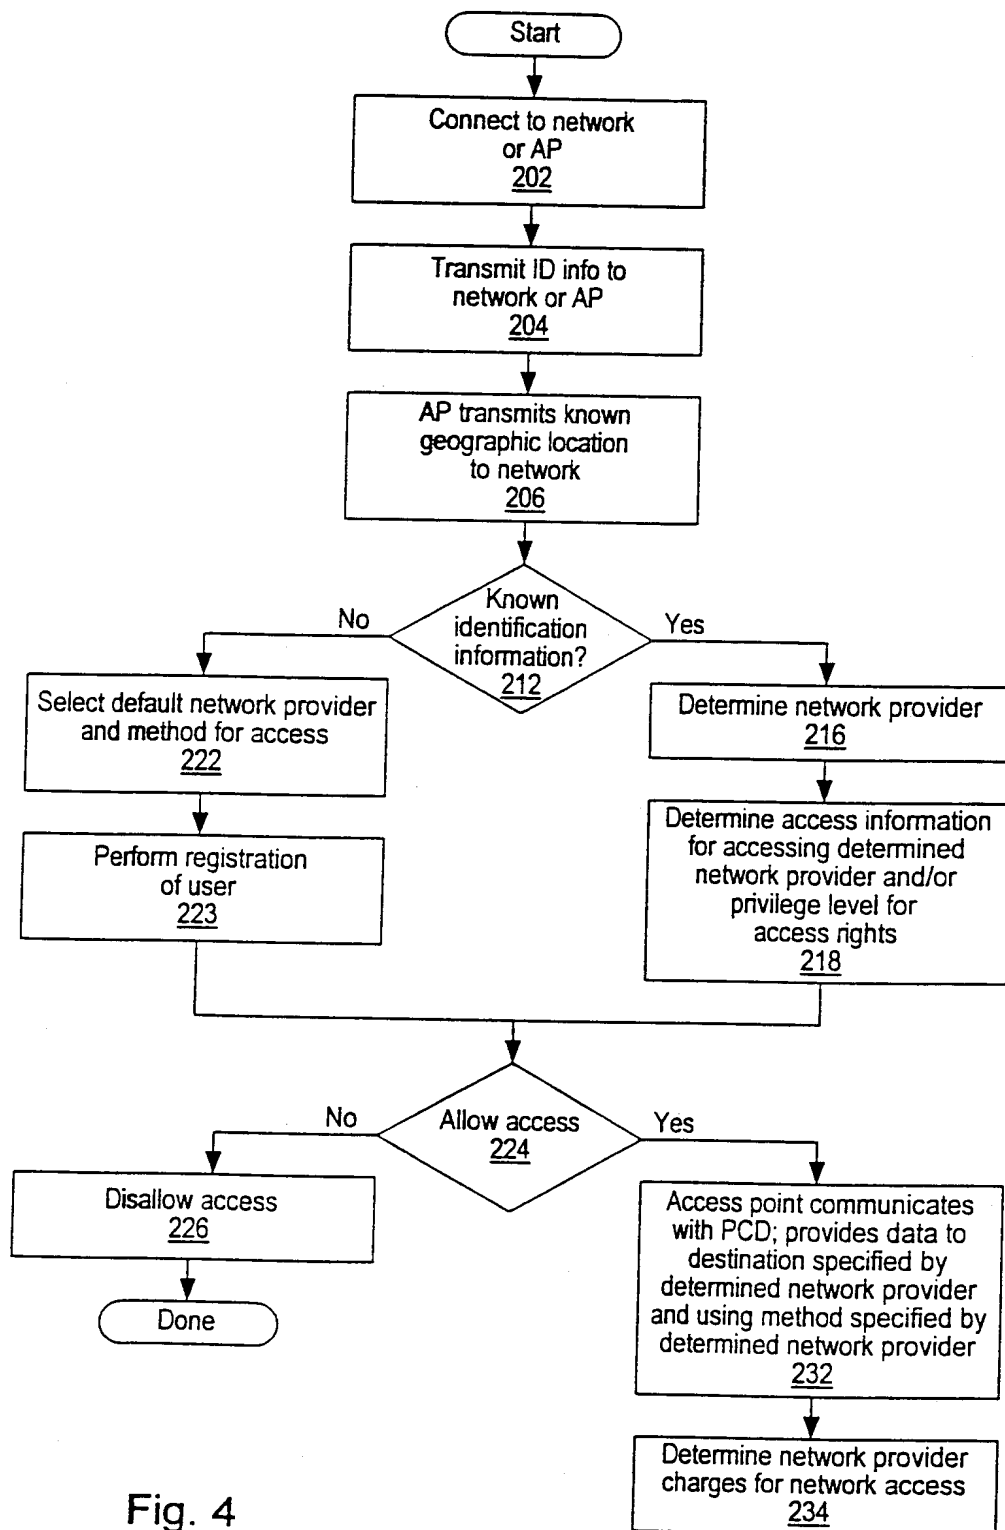 Start
Connect to network
or AP
202
Transmit ID info to
network or AP
204
AP transmits known
geographic location
to network
206
Known
identification
information?
212
No
Yes
Select default network provider
and method for access
222
Perform registration
of user
223
Determine network provider
216
Determine access information
for accessing determined
network provider and/or
privilege level for
access rights
218
Allow access
224
No
Yes
Disallow access
226
Done
Access point communicates
with PCD; provides data to
destination specified by
determined network provider
and using method specified by
determined network provider
232
Determine network provider
charges for network access
234
Fig. 4